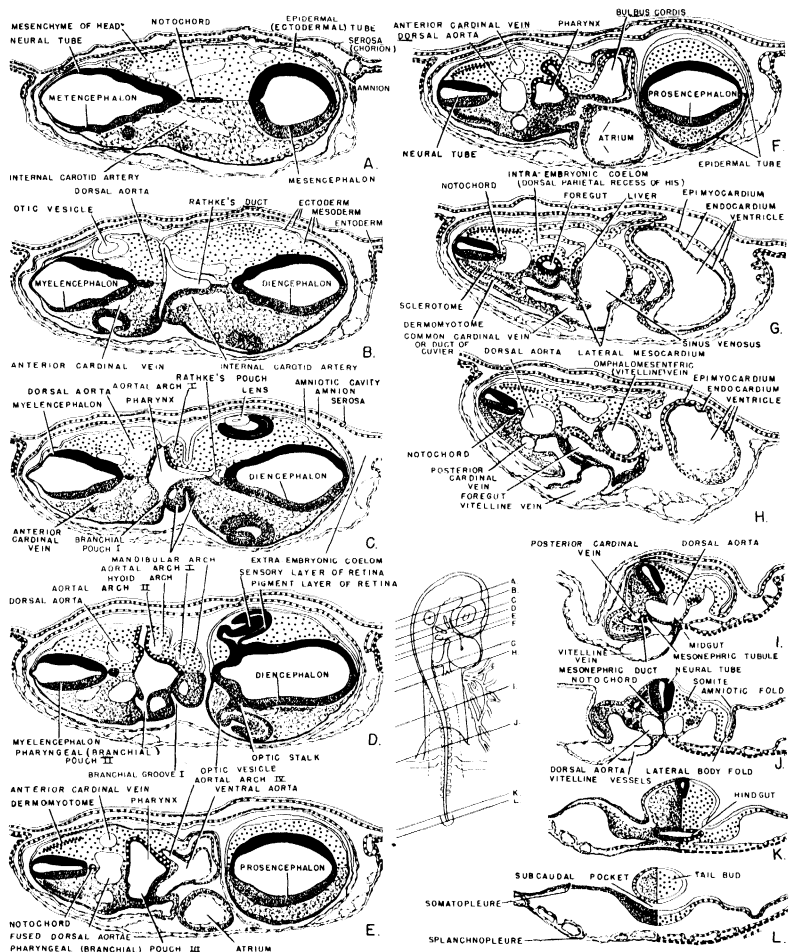 MESENCHYME OF HEAD
NEURAL TUBE
NOTOCHORD
EPIDERMAL
(ECTODERMAL) TUBE
SEROSA
(CHORION)
AMNION
METENCEPHALON
INTERNAL CAROTID ARTERY
MESENCEPHALON
A.
DORSAL AORTA
OTIC VESICLE
RATHKE'S DUCT
ECTODERM
MESODERM
ENTODERM
MYELENCEPHALON
DIENCEPHALON
ANTERIOR CARDINAL VEIN
INTERNAL CAROTID ARTERY
B.
DORSAL AORTA
AORTAL ARCH I
RATHKE'S POUCH
MYELENCEPHALON
PHARYNX
LENS
AMNIOTIC CAVITY
AMNION
SEROSA
DIENCEPHALON
ANTERIOR
CARDINAL
VEIN
BRANCHIAL
POUCH I
C.
MANDIBULAR ARCH
AORTAL ARCH I
HYOID ARCH
AORTAL
ARCH II
EXTRA EMBRYONIC COELOM
SENSORY LAYER OF RETINA
PIGMENT LAYER OF RETINA
DORSAL AORTA
DIENCEPHALON
MYELENCEPHALON
PHARYNGEAL (BRANCHIAL)
POUCH II
BRANCHIAL GROOVE I
OPTIC STALK
OPTIC VESICLE
D.
AORTAL ARCH IV
VENTRAL AORTA
ANTERIOR CARDINAL VEIN
DERMOMYOTOME
PHARYNX
PROSENCEPHALON
NOTOCHORD
FUSED DORSAL AORTAE
PHARYNGEAL (BRANCHIAL) POUCH III
ATRIUM
E.
ANTERIOR CARDINAL VEIN
DORSAL AORTA
PHARYNX
BULBUS CORDIS
PROSENCEPHALON
ATRIUM
NEURAL TUBE
EPIDERMAL TUBE
F.
INTRA-EMBRYONIC COELOM
(DORSAL PARIETAL RECESS OF HIS)
NOTOCHORD
FOREGUT
LIVER
EPIMYOCARDIUM
ENDOCARDIUM
VENTRICLE
SCLEROTOME
DERMOMYOTOME
COMMON CARDINAL VEIN
OR DUCT OF
CUVIER
LATERAL MESOCARDIUM
SINUS VENOSUS
G.
DORSAL AORTA
OMPHALOMESENTERIC
(VITELLINE) VEIN
EPIMYOCARDIUM
ENDOCARDIUM
VENTRICLE
NOTOCHORD
POSTERIOR
CARDINAL
VEIN
FOREGUT
VITELLINE VEIN
H.
A.
B.
C
D
E
F
G
H
I.
J.
K.
L.
POSTERIOR CARDINAL
VEIN
DORSAL AORTA
VITELLINE
VEIN
MIDGUT
MESONEPHRIC TUBULE
I.
MESONEPHRIC DUCT
NOTOCHORD
NEURAL TUBE
SOMITE
AMNIOTIC FOLD
DORSAL AORTA
VITELLINE VESSELS
LATERAL BODY FOLD
J.
HINDGUT
K.
SUBCAUDAL POCKET
TAIL BUD
SOMATOPLEURE
SPLANCHNOPLEURE
L.